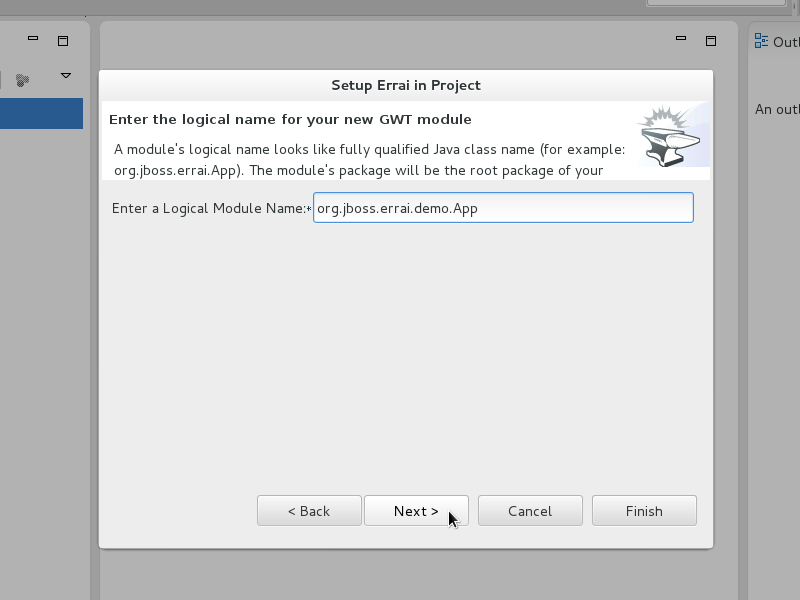 Outl
An outl
Setup Errai in Project
Enter the logical name for your new GWT module
A module's logical name looks like fully qualified Java class name (for example:
org.jboss.errai.App). The module's package will be the root package of your
Enter a Logical Module Name:* org.jboss.errai.demo.App
< Back Next > Cancel Finish